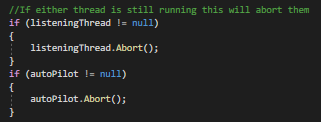 //If either thread is still running this will abort them
if (listeningThread != null)
{
    listeningThread.Abort();
}
if (autoPilot != null)
{
    autoPilot.Abort();
}